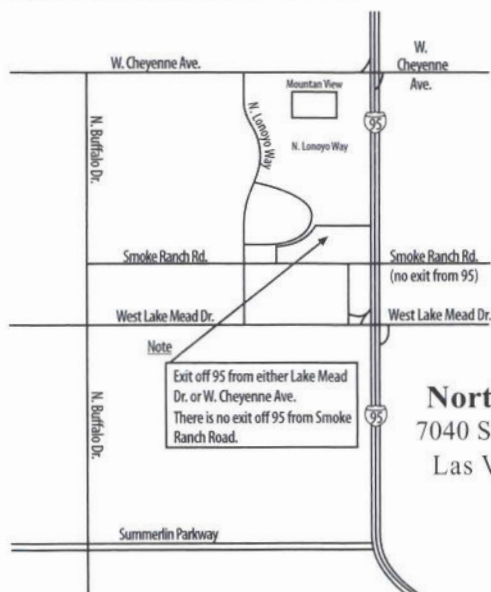 W. Cheyenne Ave.
W.
Cheyenne
Ave.
Mountan View
95
N. Lonoyo Way
N. Lonoyo Way
N. Buffalo Dr.
Smoke Ranch Rd.
Smoke Ranch Rd.
(no exit from 95)
West Lake Mead Dr.
West Lake Mead Dr.
Note
Exit off 95 from either Lake Mead
Dr. or W. Cheyenne Ave.
There is no exit off 95 from Smoke
Ranch Road.
N. Buffalo Dr.
95
7040 S
Las V
Summerlin Parkway